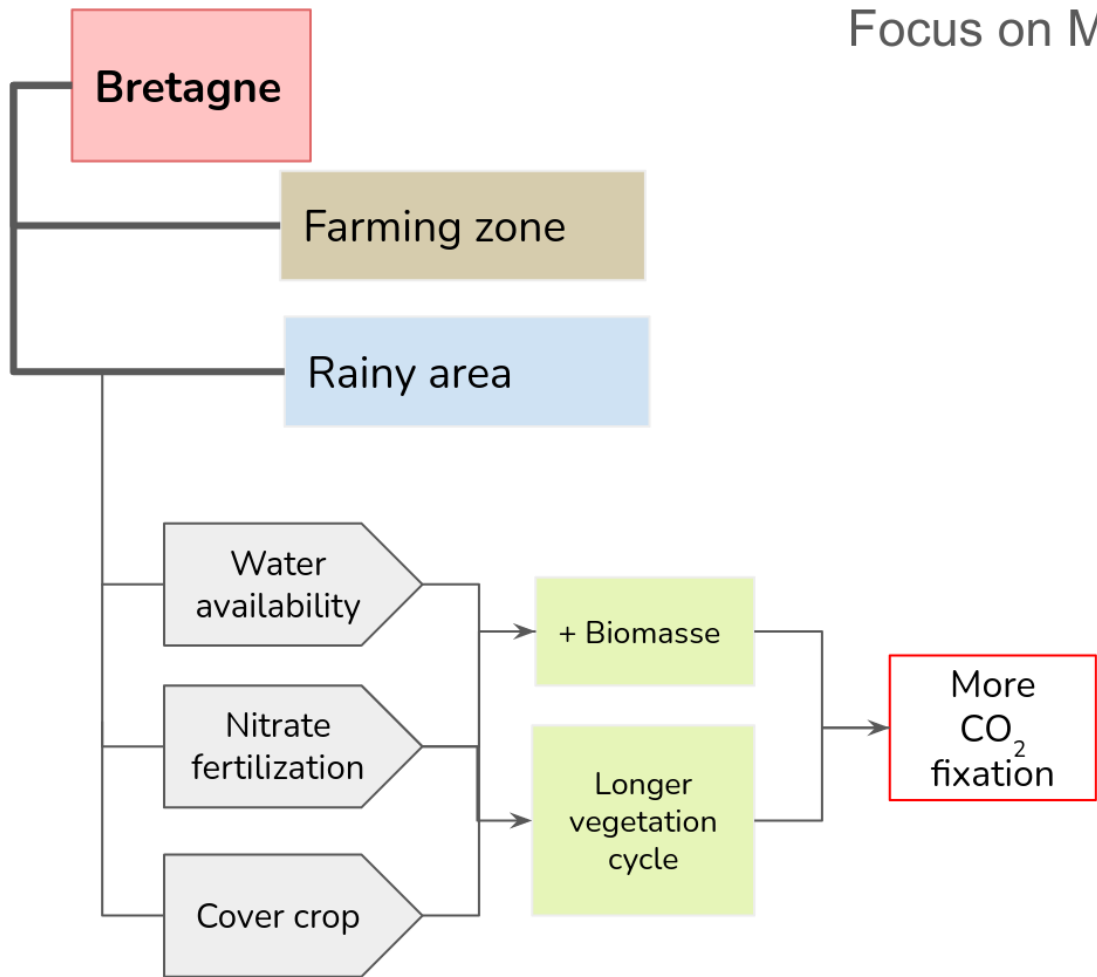 Focus on M
Bretagne
Farming zone
Rainy area
Water
availability
+ Biomasse
Nitrate
fertilization
Longer
vegetation
cycle
More
CO2
fixation
Cover crop